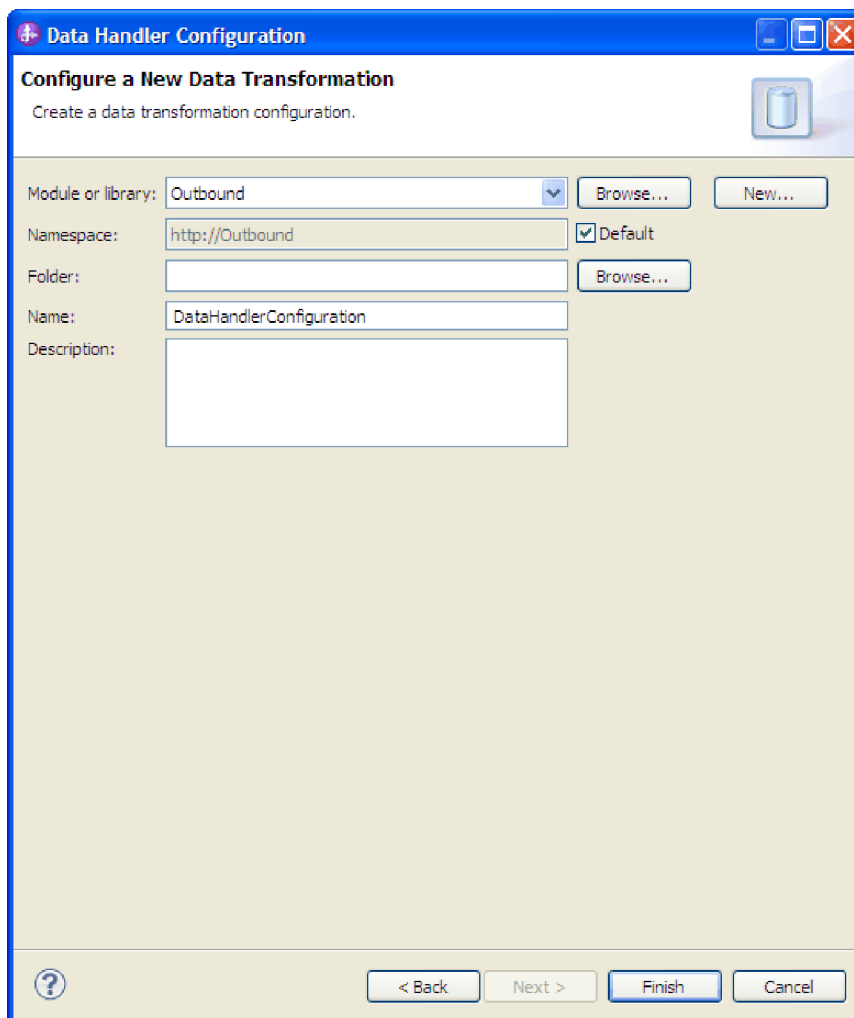 Data Handler Configuration
Configure a New Data Transformation
Create a data transformation configuration.
Module or library: Outbound Browse... New...
Namespace: http://Outbound Default
Folder: Browse...
Name: DataHandlerConfiguration
Description:
? < Back Next > Finish Cancel